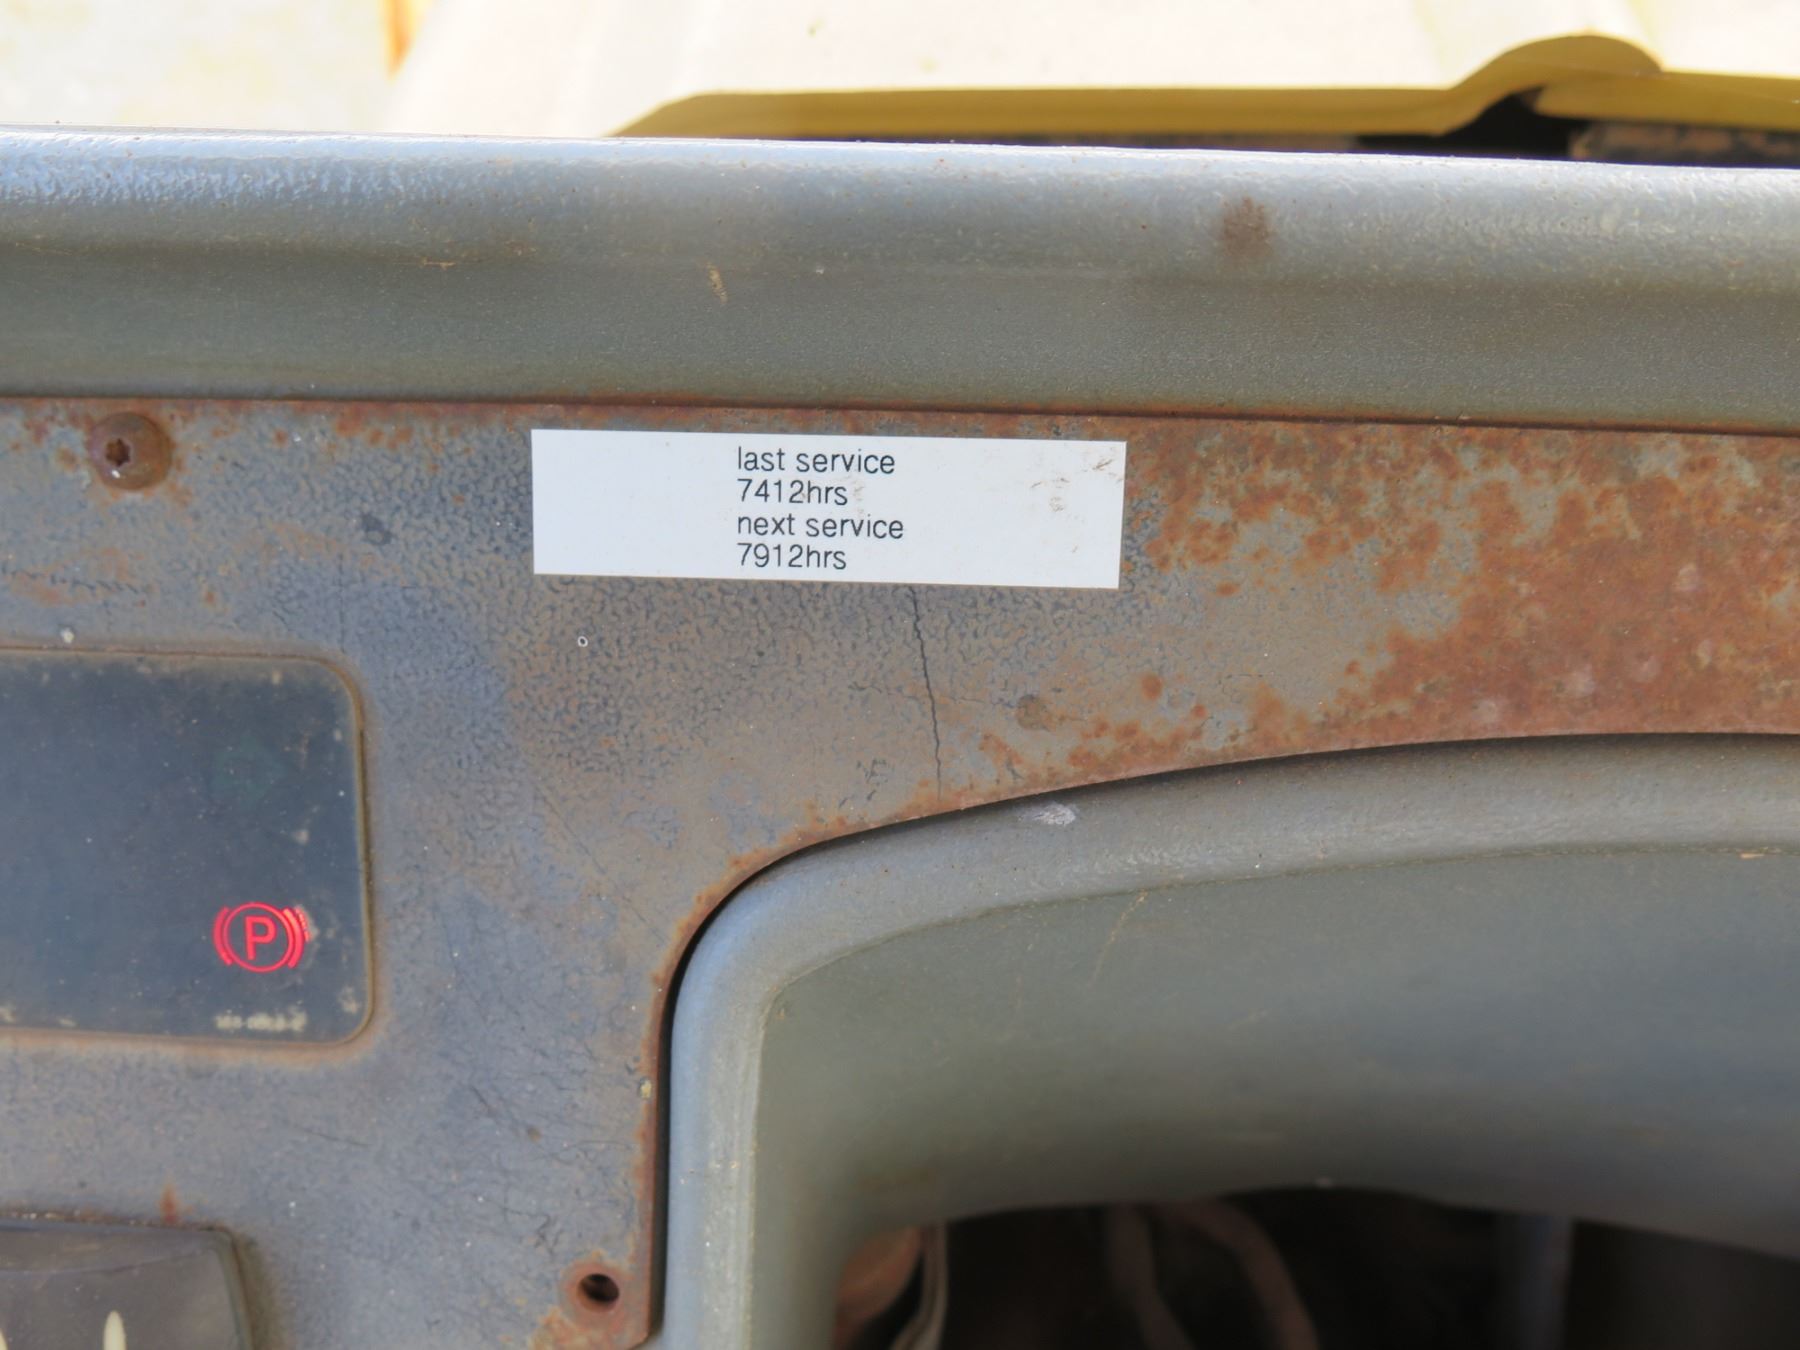 last service
7412hrs
next service
7912hrs
P